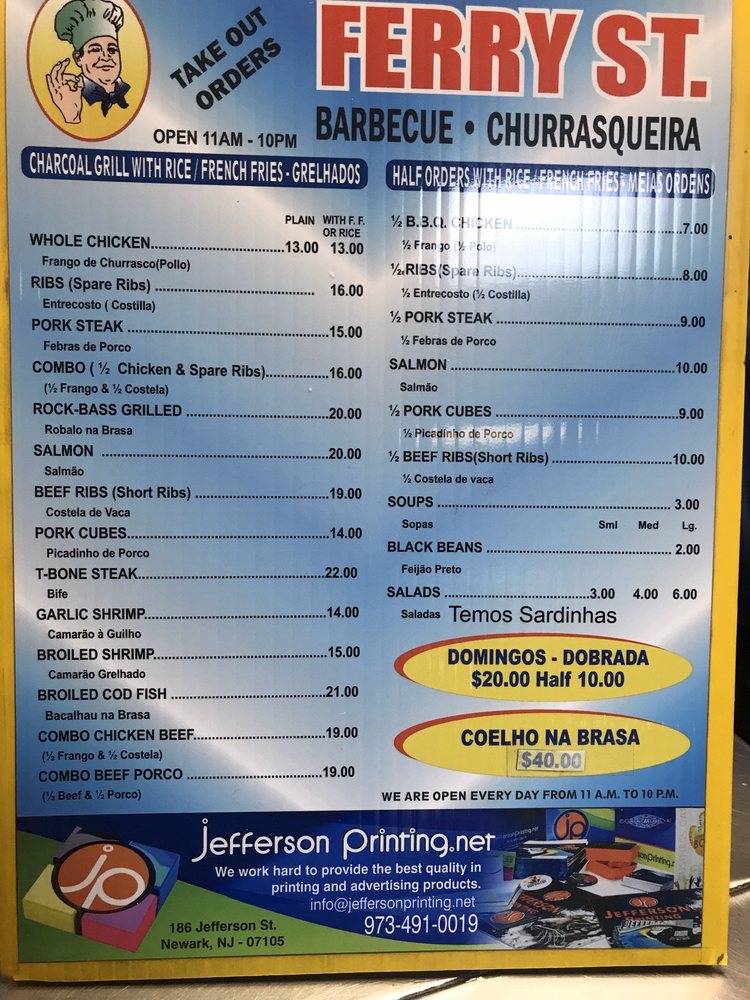 TAKE OUT
ORDERS
FERRY ST.
OPEN 11AM - 10PM
BARBECUE • CHURRASQUEIRA
CHARCOAL GRILL WITH RICE / FRENCH FRIES - GRELHADOS
PLAIN WITH F. F.
OR RICE
WHOLE CHICKEN..............................13.00 13.00
Frango de Churrasco(Pollo)
RIBS (Spare Ribs) .................................... 16.00
Entrecosto ( Costilla)
PORK STEAK ..........................................15.00
Febras de Porco
COMBO ( ½ Chicken & Spare Ribs)..............16.00
(½ Frango & ½ Costela)
ROCK-BASS GRILLED ..............................20.00
Robalo na Brasa
SALMON .................................................20.00
Salmão
BEEF RIBS (Short Ribs) ............................19.00
Costela de Vaca
PORK CUBES..........................................14.00
Picadinho de Porco
T-BONE STEAK.......................................22.00
Bife
GARLIC SHRIMP......................................14.00
Camarão à Guilho
BROILED SHRIMP...................................15.00
Camarão Grelhado
BROILED COD FISH ................................21.00
Bacalhau na Brasa
COMBO CHICKEN BEEF...........................19.00
(½ Frango & ½ Costela)
COMBO BEEF PORCO .............................19.00
(½ Beef & ½ Porco)
HALF ORDERS WITH RICE / FRENCH FRIES - MEIAS ORDENS
½ B.B.Q. CHICKEN ...................................7.00
½ Frango (½ Polo)
½ RIBS(Spare Ribs)...................................8.00
½ Entrecosto (½ Costilla)
½ PORK STEAK .......................................9.00
½ Febras de Porco
SALMON .................................................10.00
Salmão
½ PORK CUBES .......................................9.00
½ Picadinho de Porco
½ BEEF RIBS(Short Ribs) ..........................10.00
½ Costela de vaca
SOUPS .................................................... 3.00
Sopas Sml Med Lg.
BLACK BEANS ......................................... 2.00
Feijão Preto
SALADS ...........................................3.00 4.00 6.00
Saladas Temos Sardinhas
DOMINGOS - DOBRADA
$20.00 Half 10.00
COELHO NA BRASA
$40.00
WE ARE OPEN EVERY DAY FROM 11 A.M. TO 10 P.M.
jp
Jefferson Printing.net
We work hard to provide the best quality in
printing and advertising products.
info@jeffersonprinting.net
973-491-0019
186 Jefferson St.
Newark, NJ - 07105
jp
JEFFERSON
PRINTING